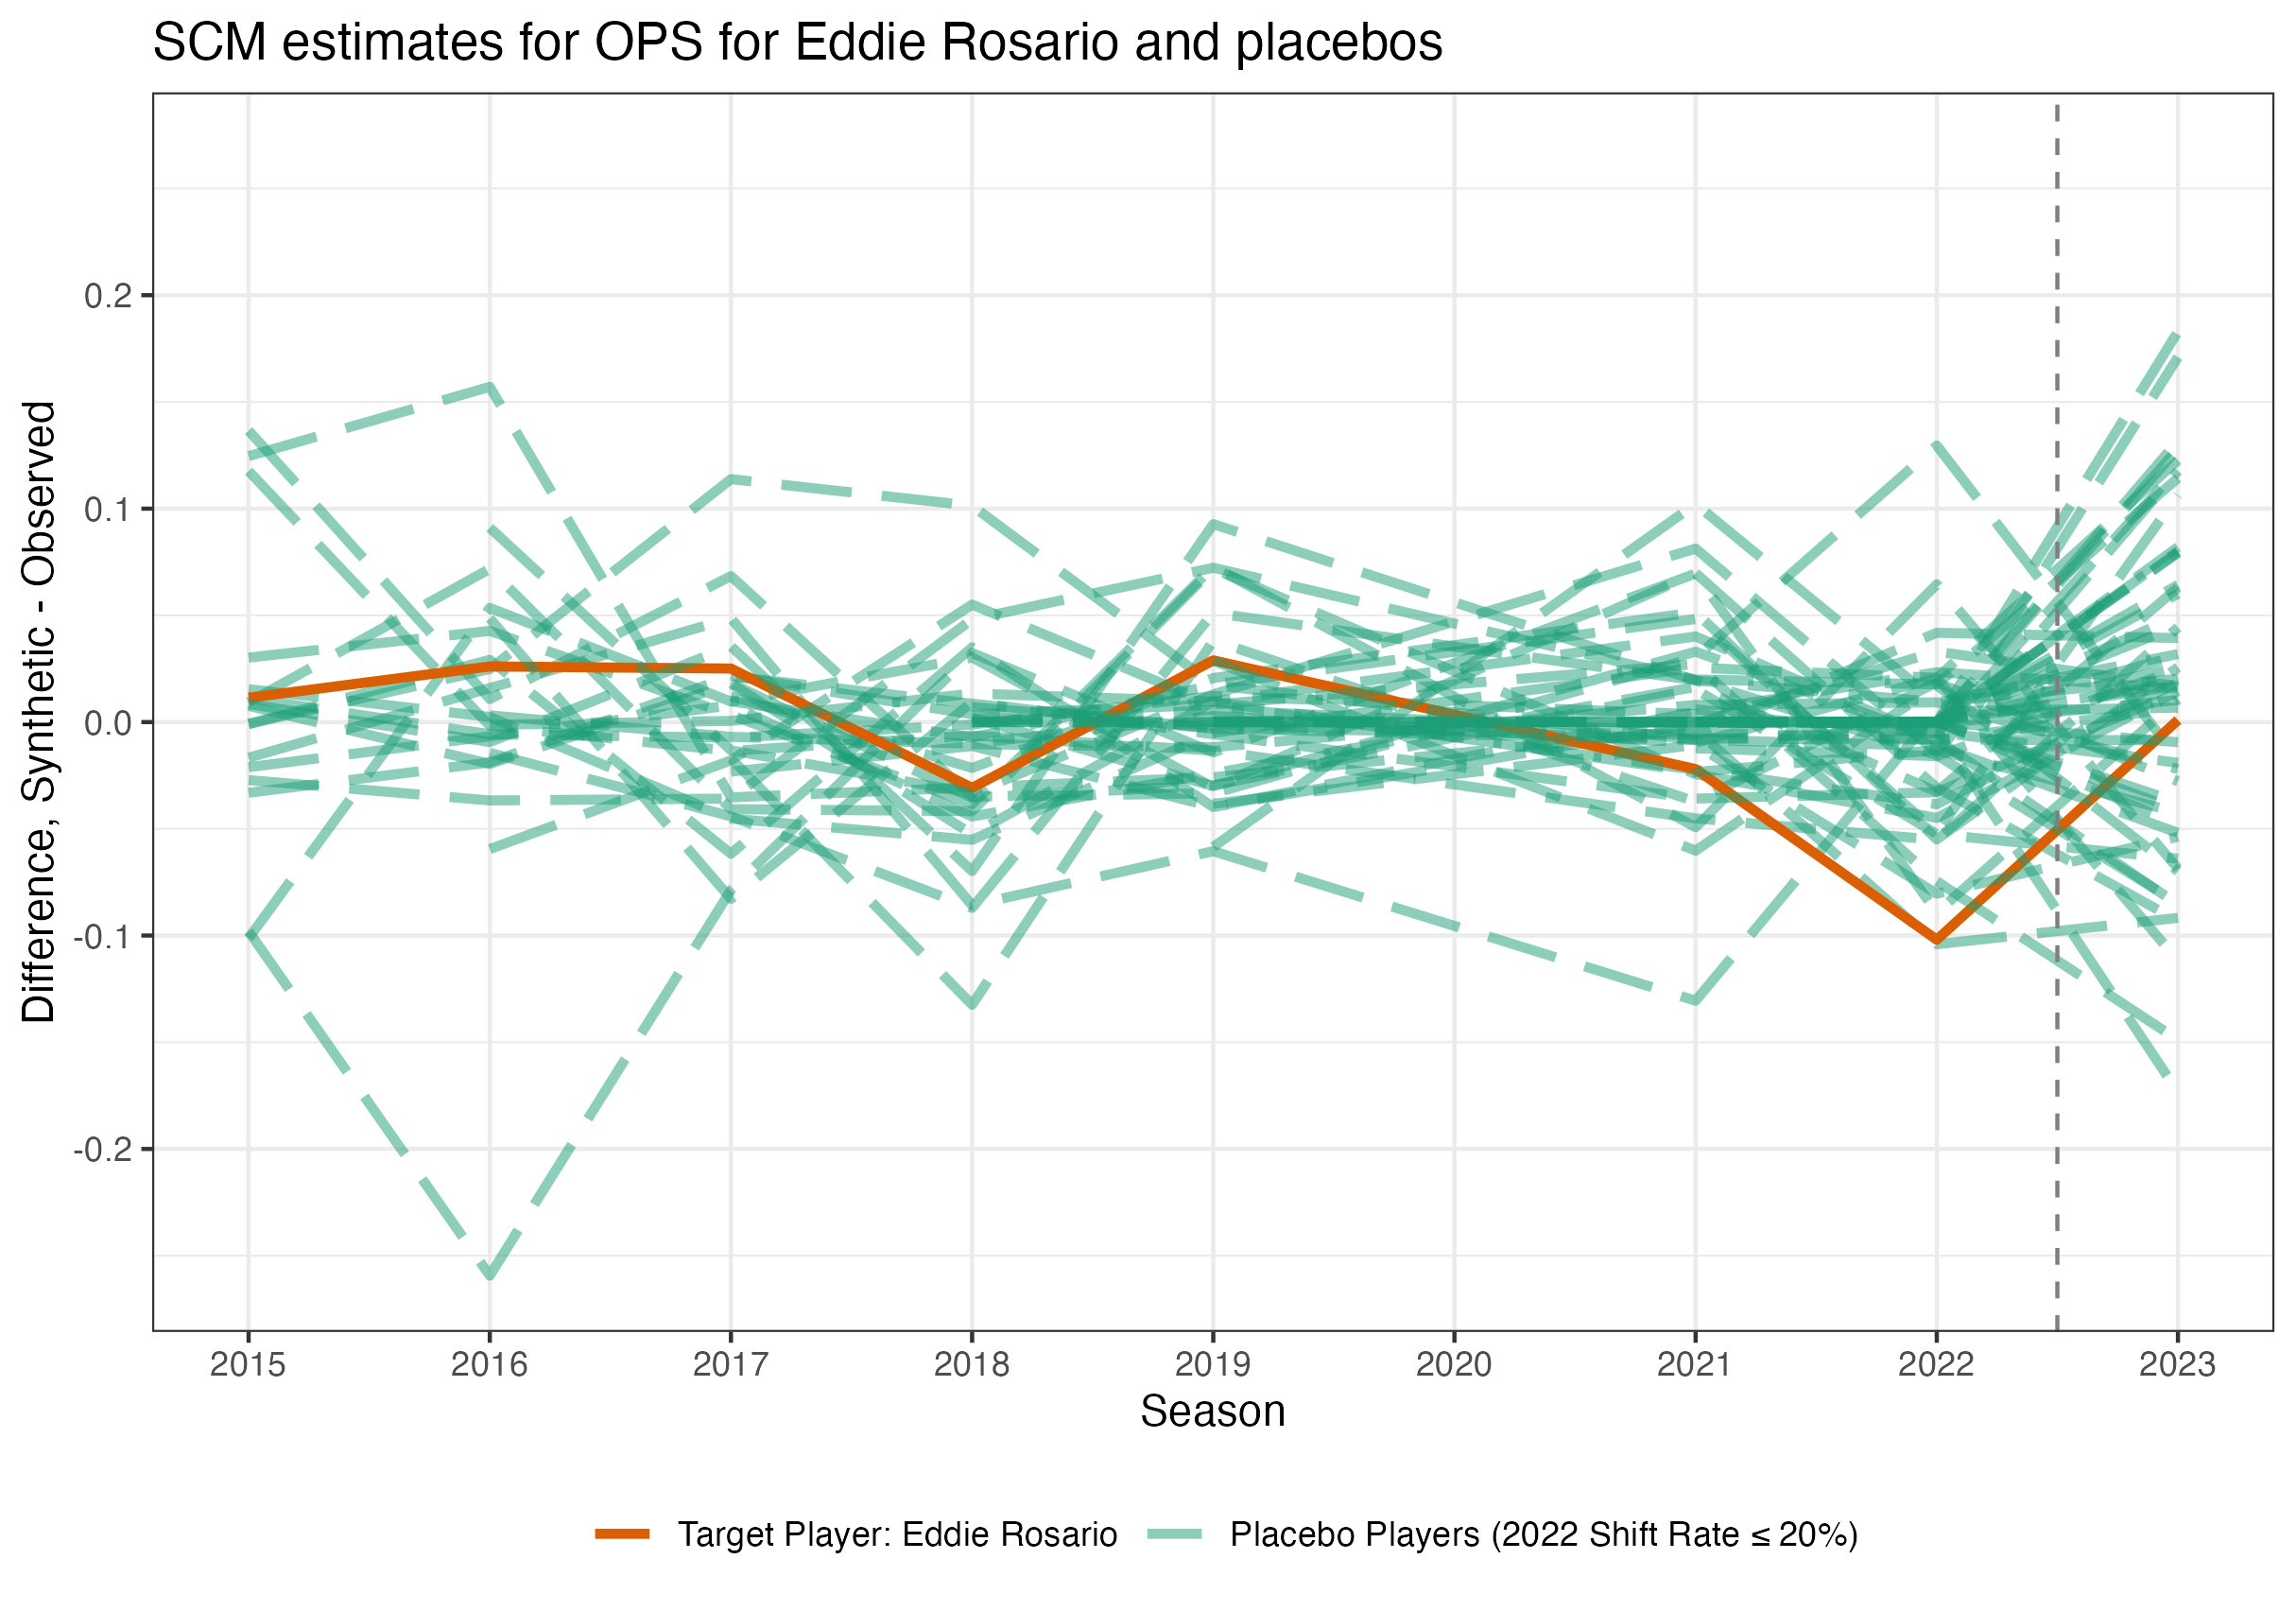 SCM estimates for OPS for Eddie Rosario and placebos
Difference, Synthetic - Observed
0.2
0.1
0.0
-0.1
-0.2
2015 2016 2017 2018 2019 2020 2021 2022 2023
Season
Target Player: Eddie Rosario Placebo Players (2022 Shift Rate ≤ 20%)